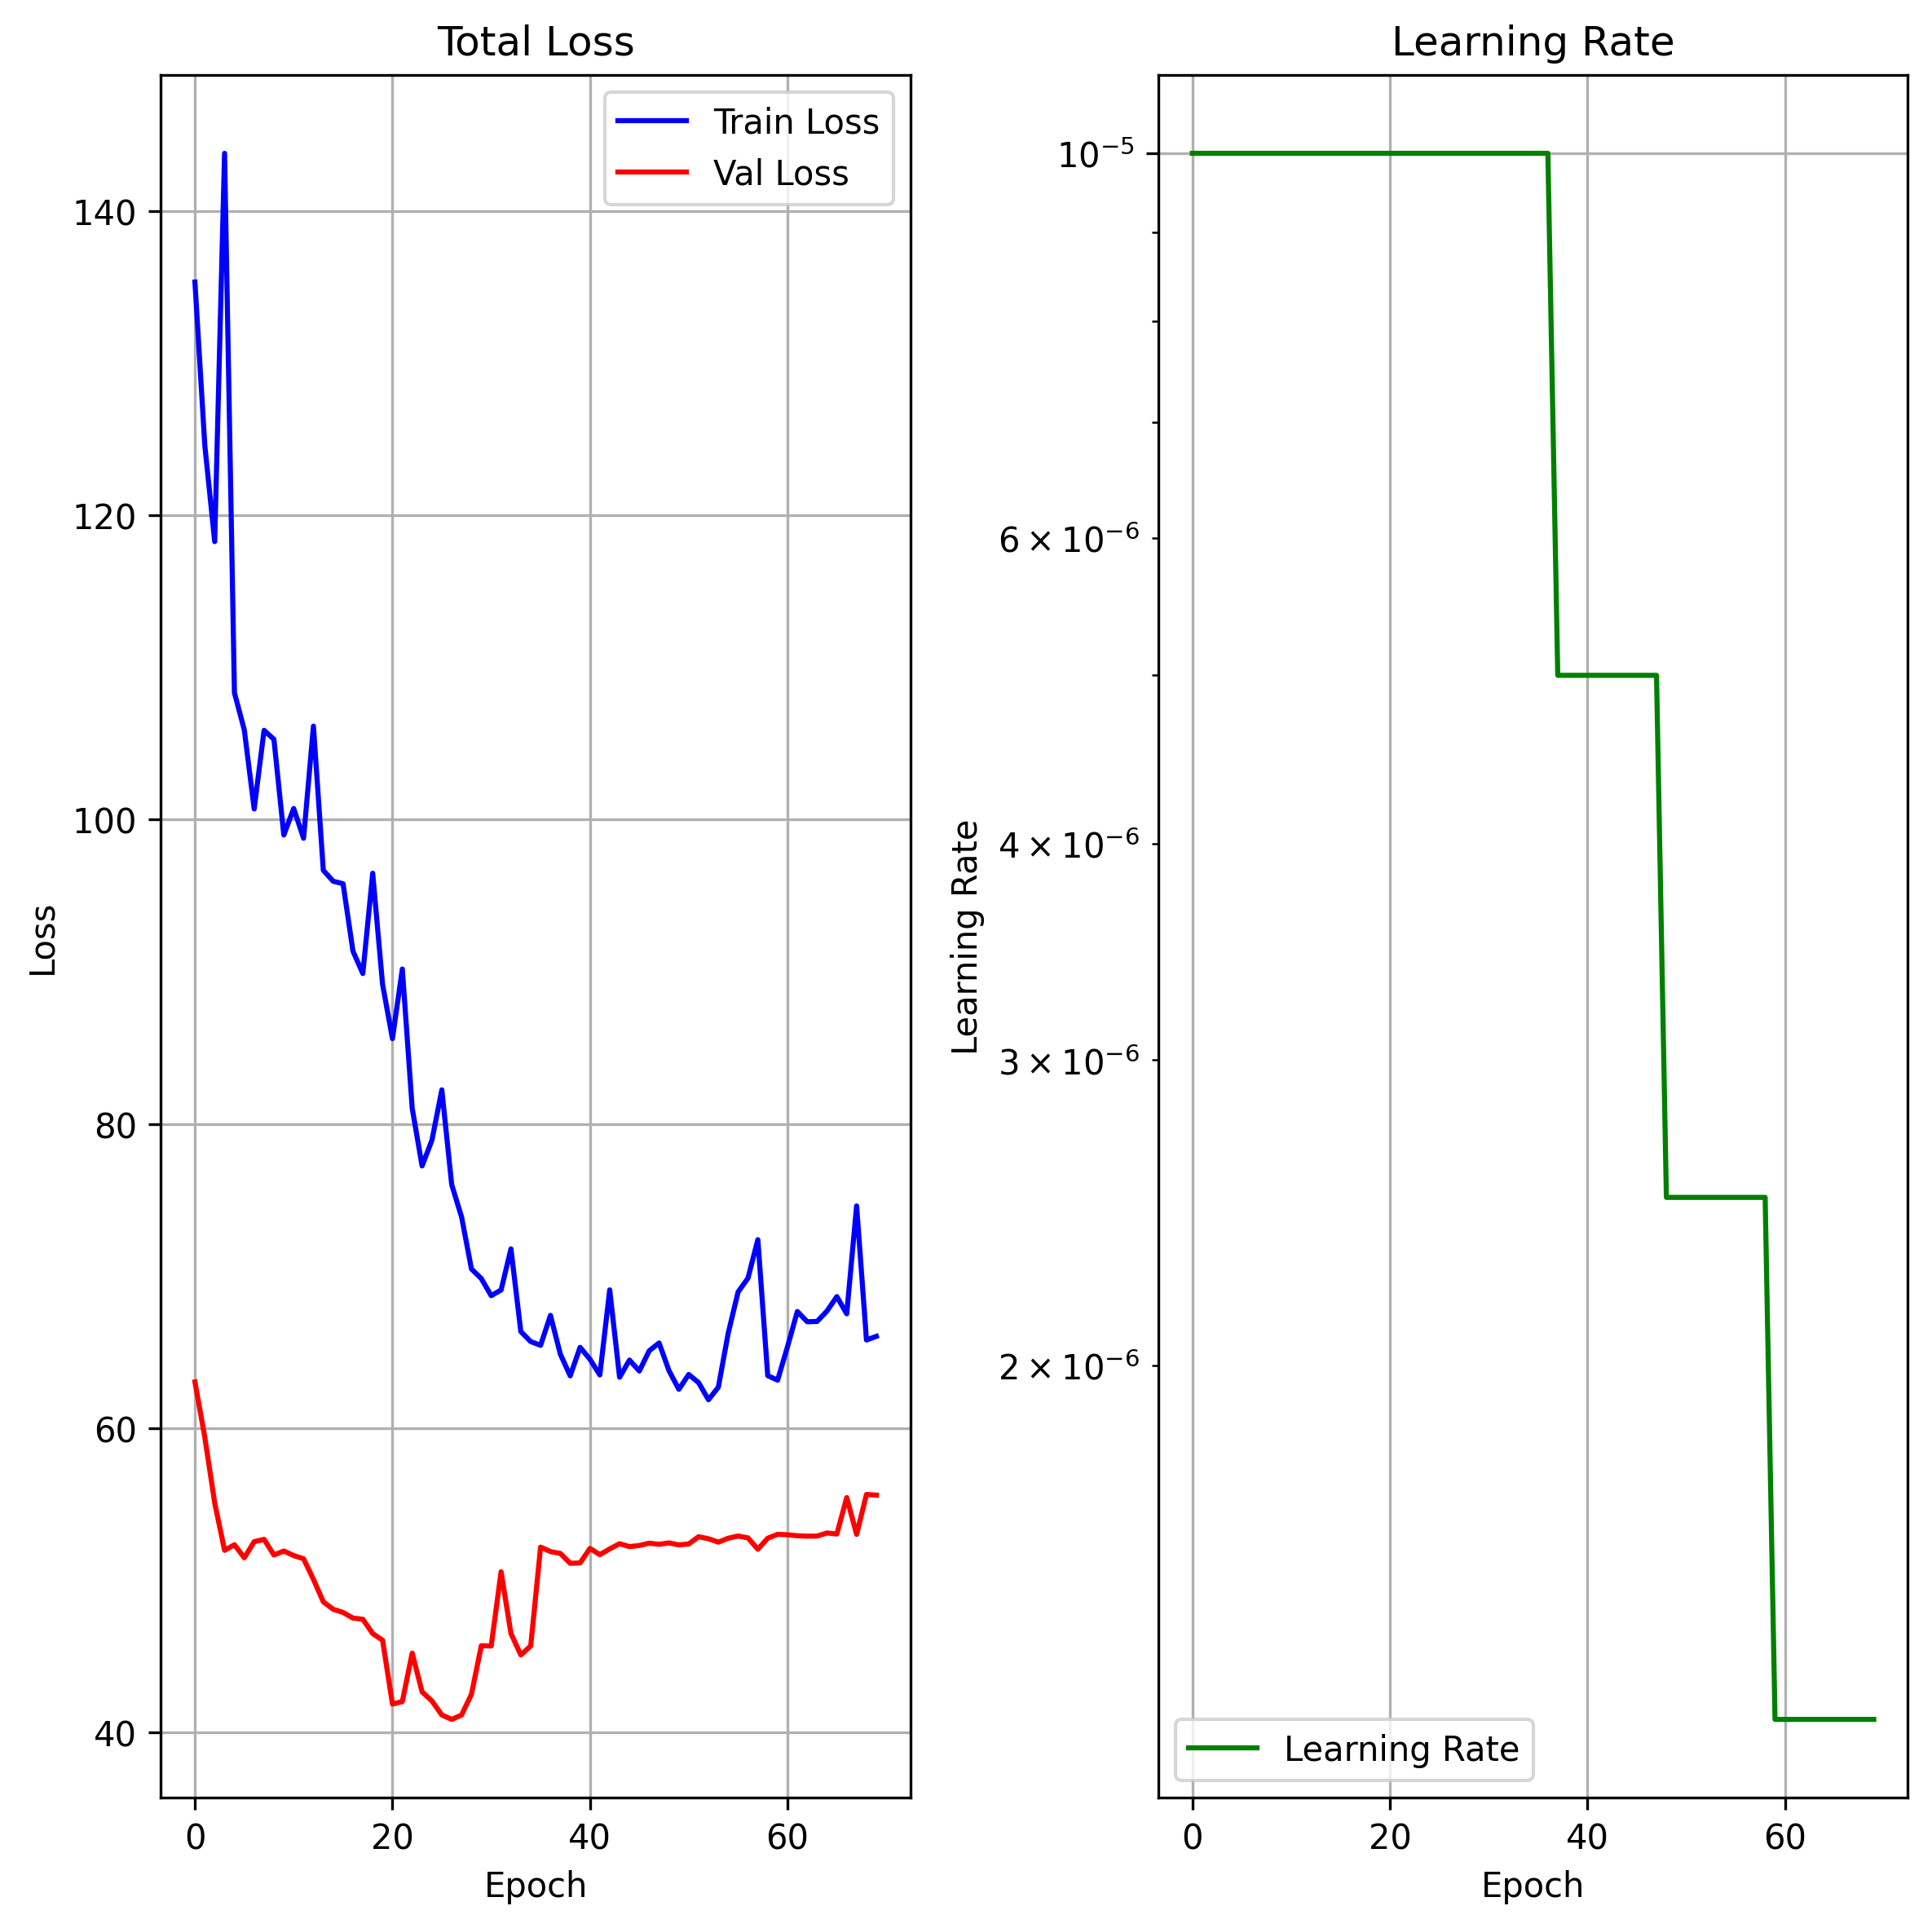 Total Loss
Train Loss
Val Loss
140
120
100
80
60
40
Loss
0 20 40 60
Epoch
Learning Rate
10⁻⁵
6 × 10⁻⁶
4 × 10⁻⁶
3 × 10⁻⁶
2 × 10⁻⁶
Learning Rate
Learning Rate
0 20 40 60
Epoch